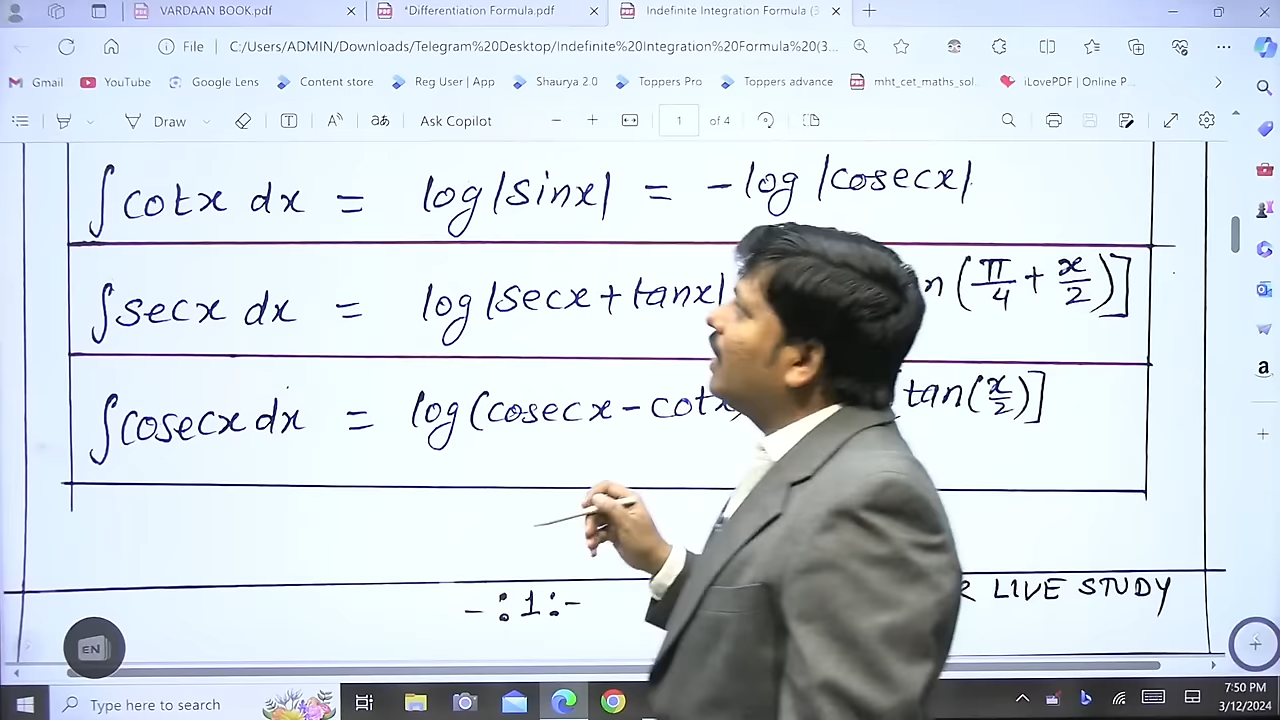 VARDAAN BOOK.pdf × *Differentiation Formula.pdf × Indefinite Integration Formula (3 ×
File C:/Users/ADMIN/Downloads/Telegram%20Desktop/Indefinite%20Integration%20Formula%20(3...
Gmail YouTube Google Lens Content store Reg User | App Shaurya 2.0 Toppers Pro Toppers advance mht_cet_maths_sol... iLovePDF | Online P...
Draw Ask Copilot 1 of 4
∫cotx dx = log|sinx| = -log|cosecx|
∫secx dx = log|secx+tanx| n(π/4+x/2)]
∫cosecx dx = log(cosecx-cotx [tan(x/2)]
-:1:- R LIVE STUDY
EN
Type here to search
7:50 PM
3/12/2024